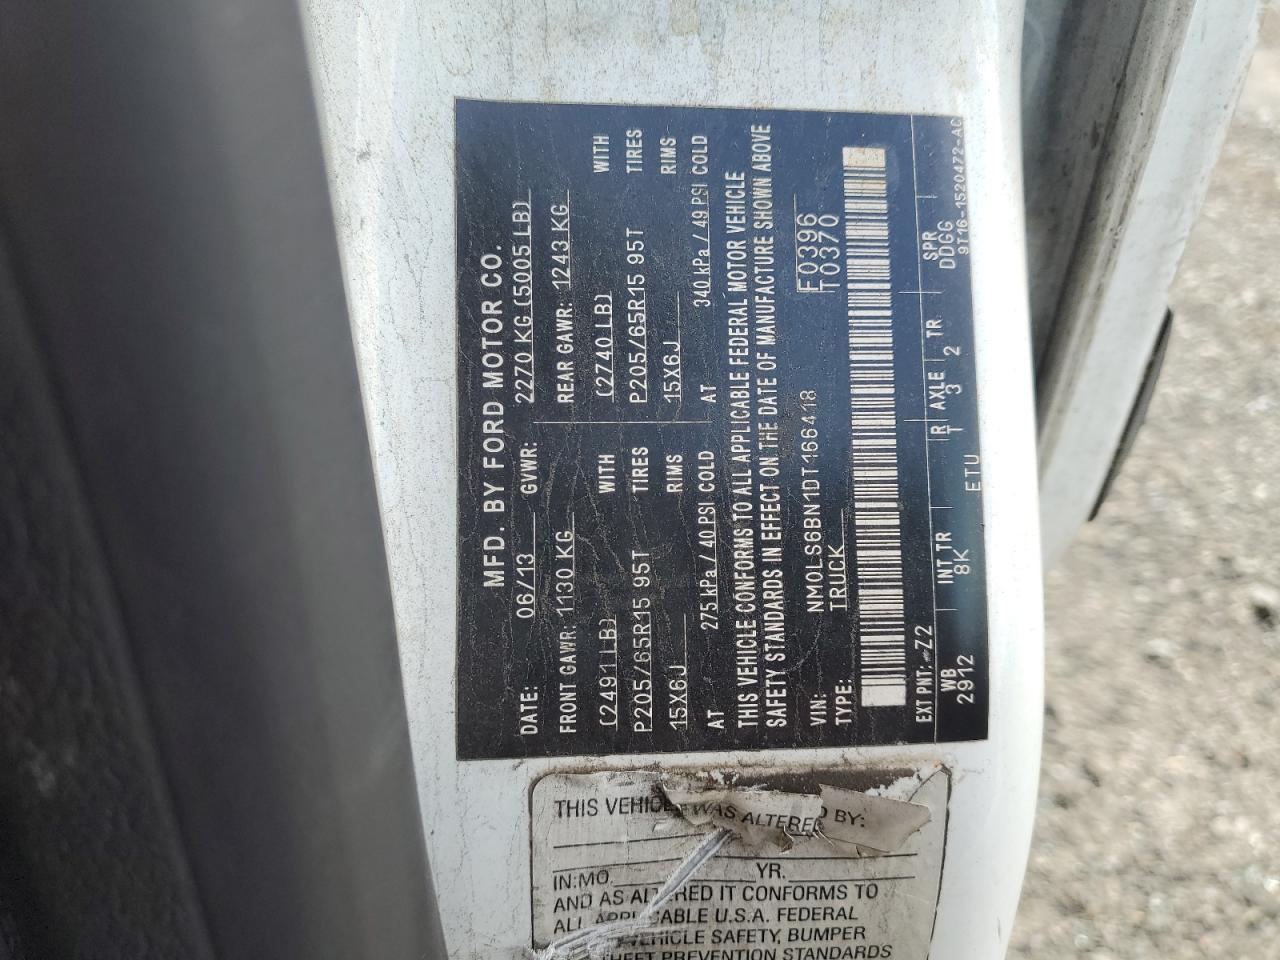 MFD. BY FORD MOTOR CO.
DATE: 06/13 GVWR: 2270 KG (5005 LB)
FRONT GAWR: 1130 KG REAR GAWR: 1243 KG
(2491 LB) WITH (2740 LB) WITH
P205/65R15 95T TIRES P205/65R15 95T TIRES
15X6J RIMS 15X6J RIMS
AT 275 kPa / 40 PSI COLD AT 340 kPa / 49 PSI COLD
THIS VEHICLE CONFORMS TO ALL APPLICABLE FEDERAL MOTOR VEHICLE
SAFETY STANDARDS IN EFFECT ON THE DATE OF MANUFACTURE SHOWN ABOVE
VIN: NM0LS6BN1DT166418 F0396
TYPE: TRUCK T0370
EXT PNT: Z2
WB INT TR R AXLE TR SPR
2912 8K T 3 2 DDGG
ETU 9T16-1520472-AC
THIS VEHICLE WAS ALTERED BY:
IN: MO. YR.
AND AS ALTERED IT CONFORMS TO
ALL APPLICABLE U.S.A. FEDERAL
VEHICLE SAFETY, BUMPER
THEFT PREVENTION STANDARDS